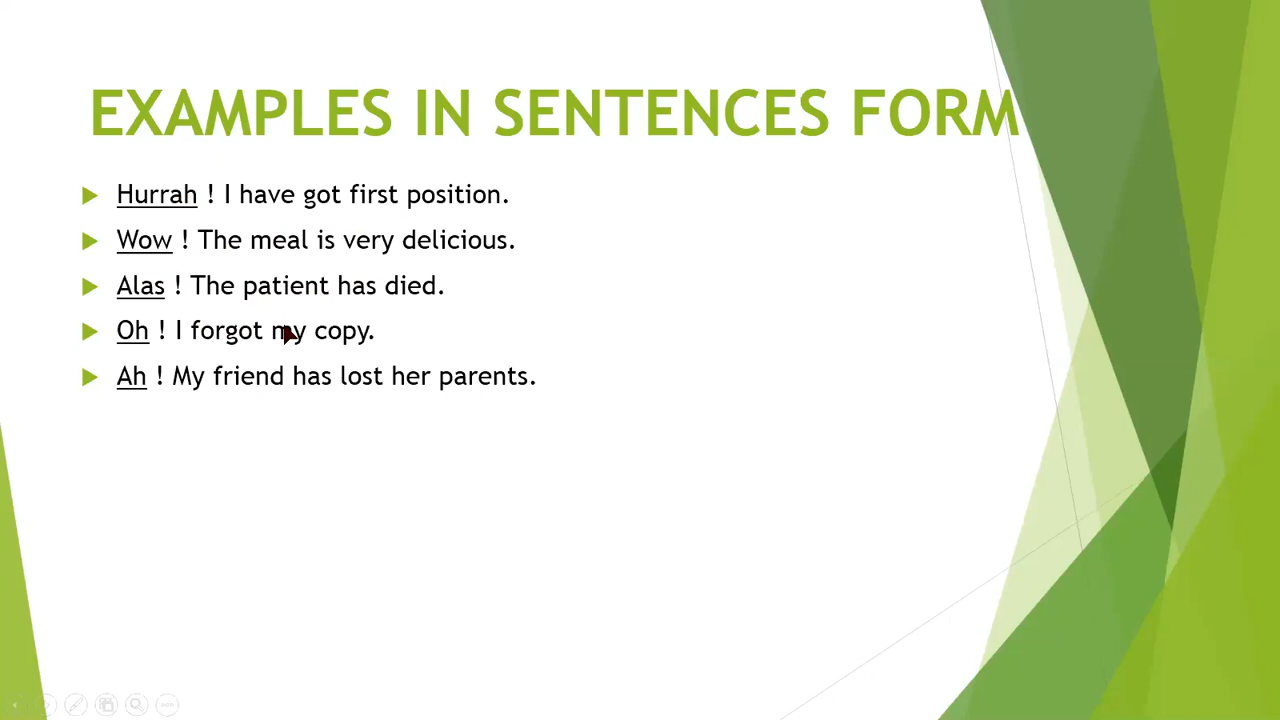 EXAMPLES IN SENTENCES FORM
Hurrah ! I have got first position.
Wow ! The meal is very delicious.
Alas ! The patient has died.
Oh ! I forgot my copy.
Ah ! My friend has lost her parents.